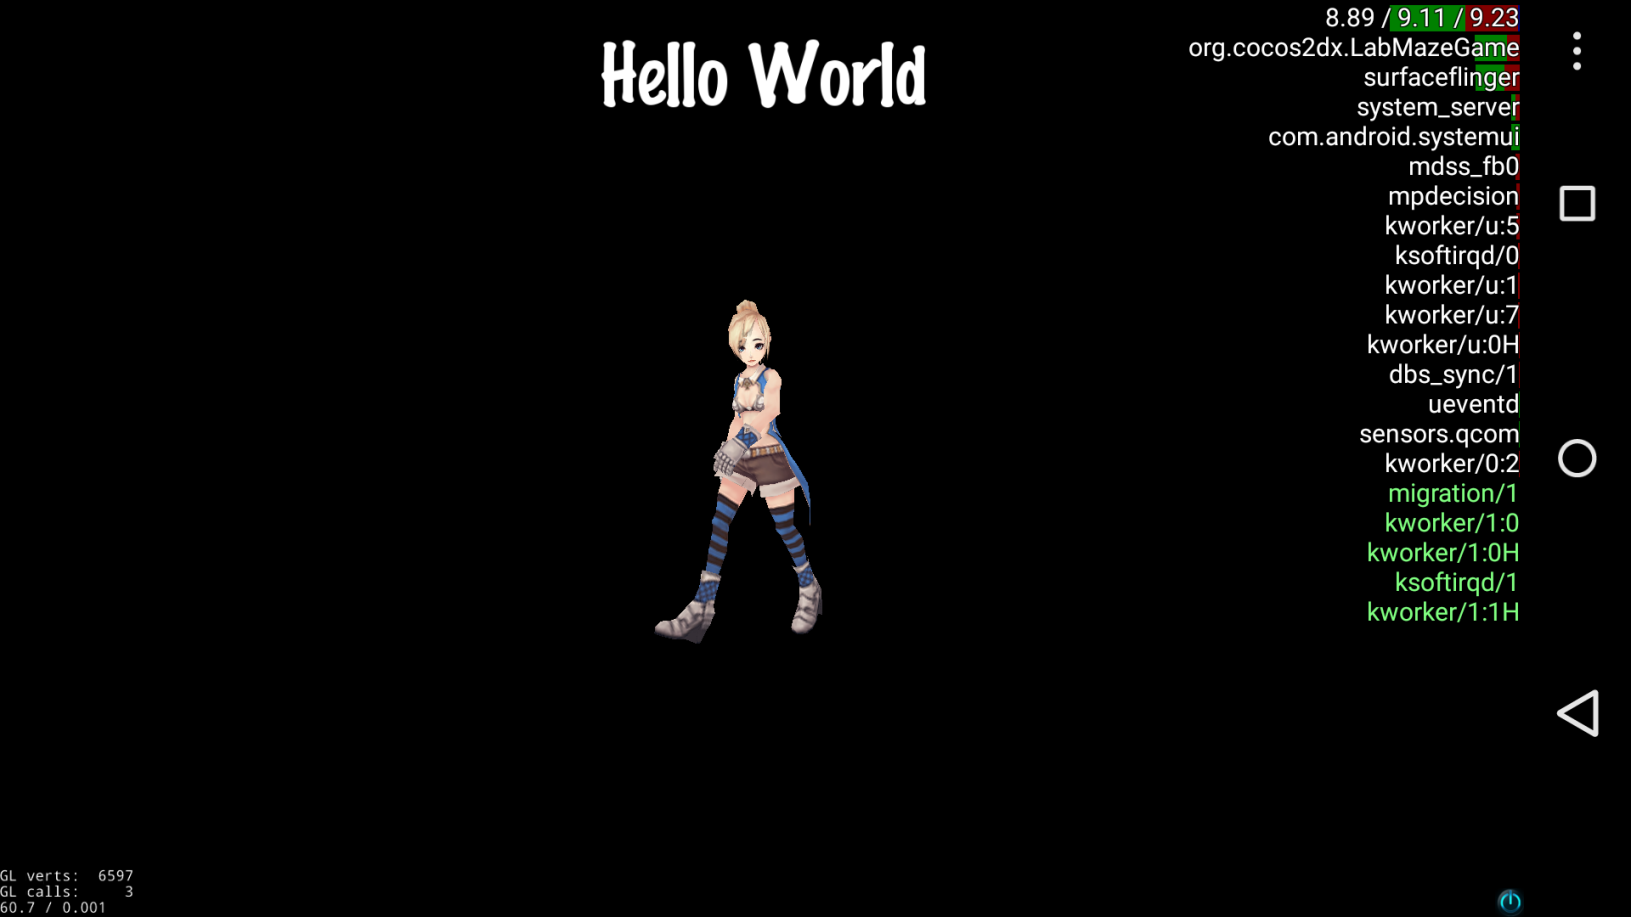 Hello World
8.89 / 9.11 / 9.23
org.cocos2dx.LabMazeGame
surfaceflinger
system_server
com.android.systemui
mdss_fb0
mpdecision
kworker/u:5
ksoftirqd/0
kworker/u:1
kworker/u:7
kworker/u:0H
dbs_sync/1
ueventd
sensors.qcom
kworker/0:2
migration/1
kworker/1:0
kworker/1:0H
ksoftirqd/1
kworker/1:1H
GL verts: 6597
GL calls: 3
60.7 / 0.001